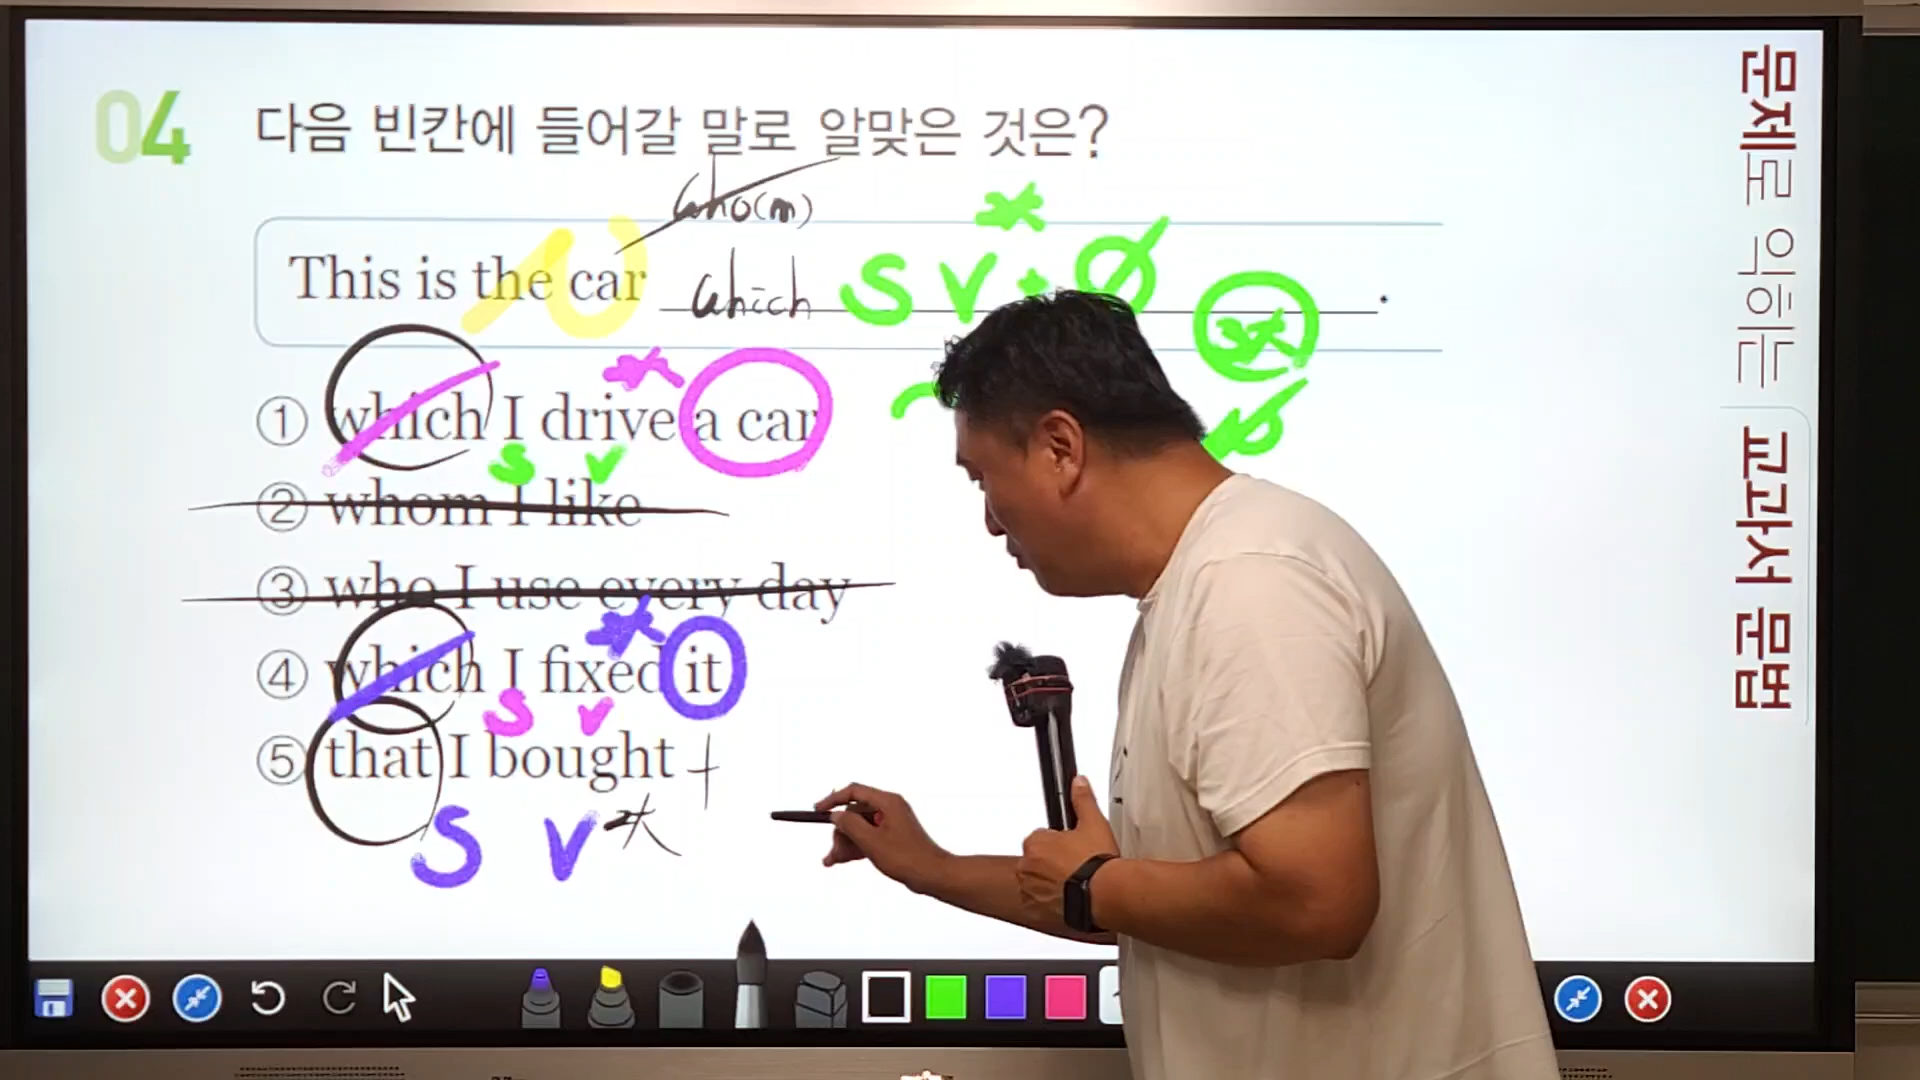 04 다음 빈칸에 들어갈 말로 알맞은 것은?
who(m)
This is the car which S V + .
① which I drive a car
S V
② whom I like
③ who I use every day
④ which I fixed it
S V
⑤ that I bought +
S V
문제로 익히는 교과서 문법